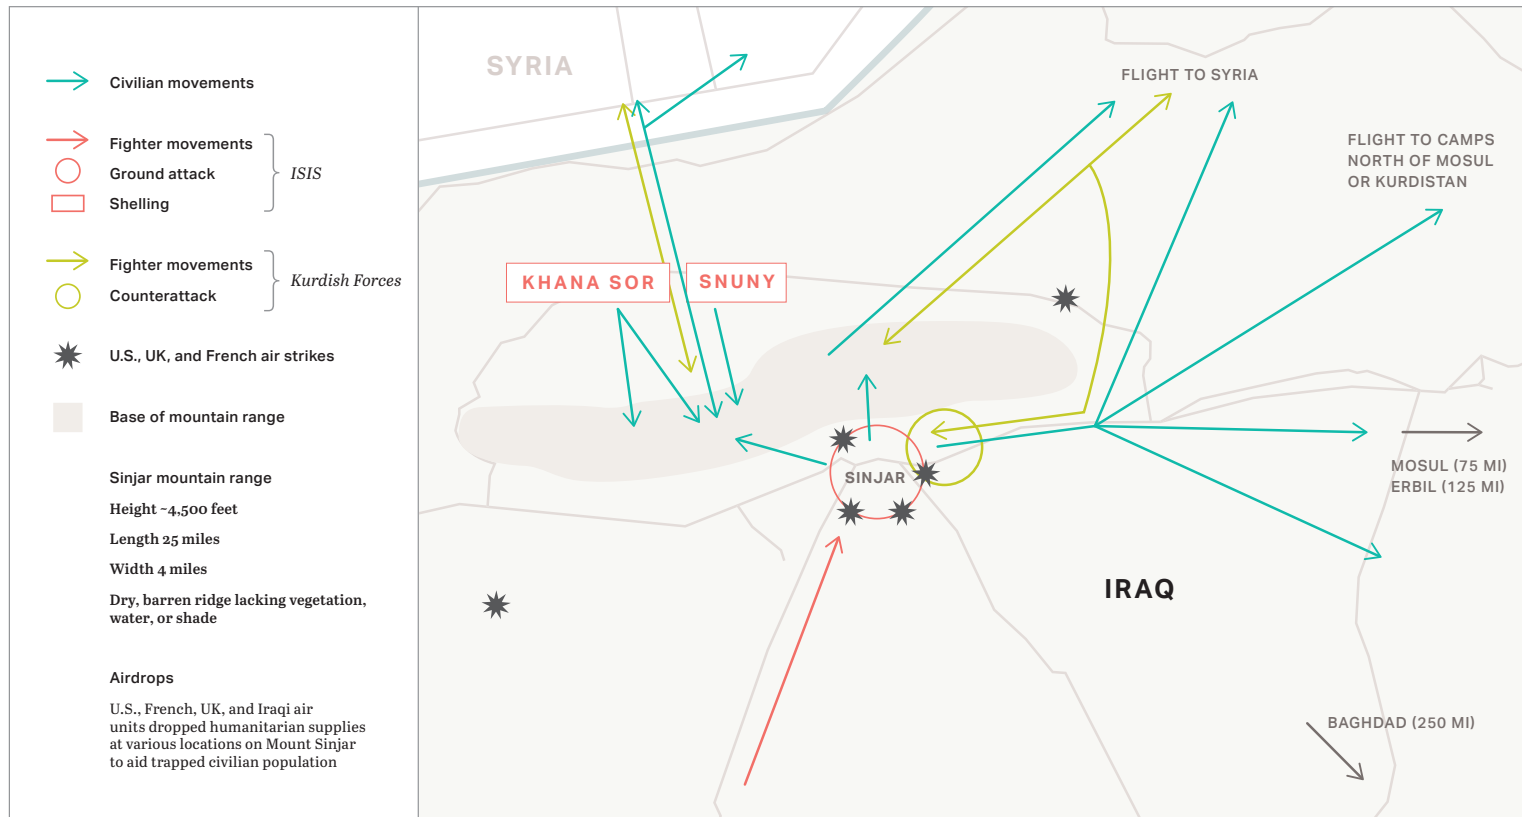 Civilian movements
Fighter movements
Ground attack
Shelling
ISIS
Fighter movements
Counterattack
Kurdish Forces
U.S., UK, and French air strikes
Base of mountain range
Sinjar mountain range
Height ~4,500 feet
Length 25 miles
Width 4 miles
Dry, barren ridge lacking vegetation,
water, or shade
Airdrops
U.S., French, UK, and Iraqi air
units dropped humanitarian supplies
at various locations on Mount Sinjar
to aid trapped civilian population
SYRIA
FLIGHT TO SYRIA
FLIGHT TO CAMPS
NORTH OF MOSUL
OR KURDISTAN
KHANA SOR
SNUNY
SINJAR
MOSUL (75 MI)
ERBIL (125 MI)
IRAQ
BAGHDAD (250 MI)